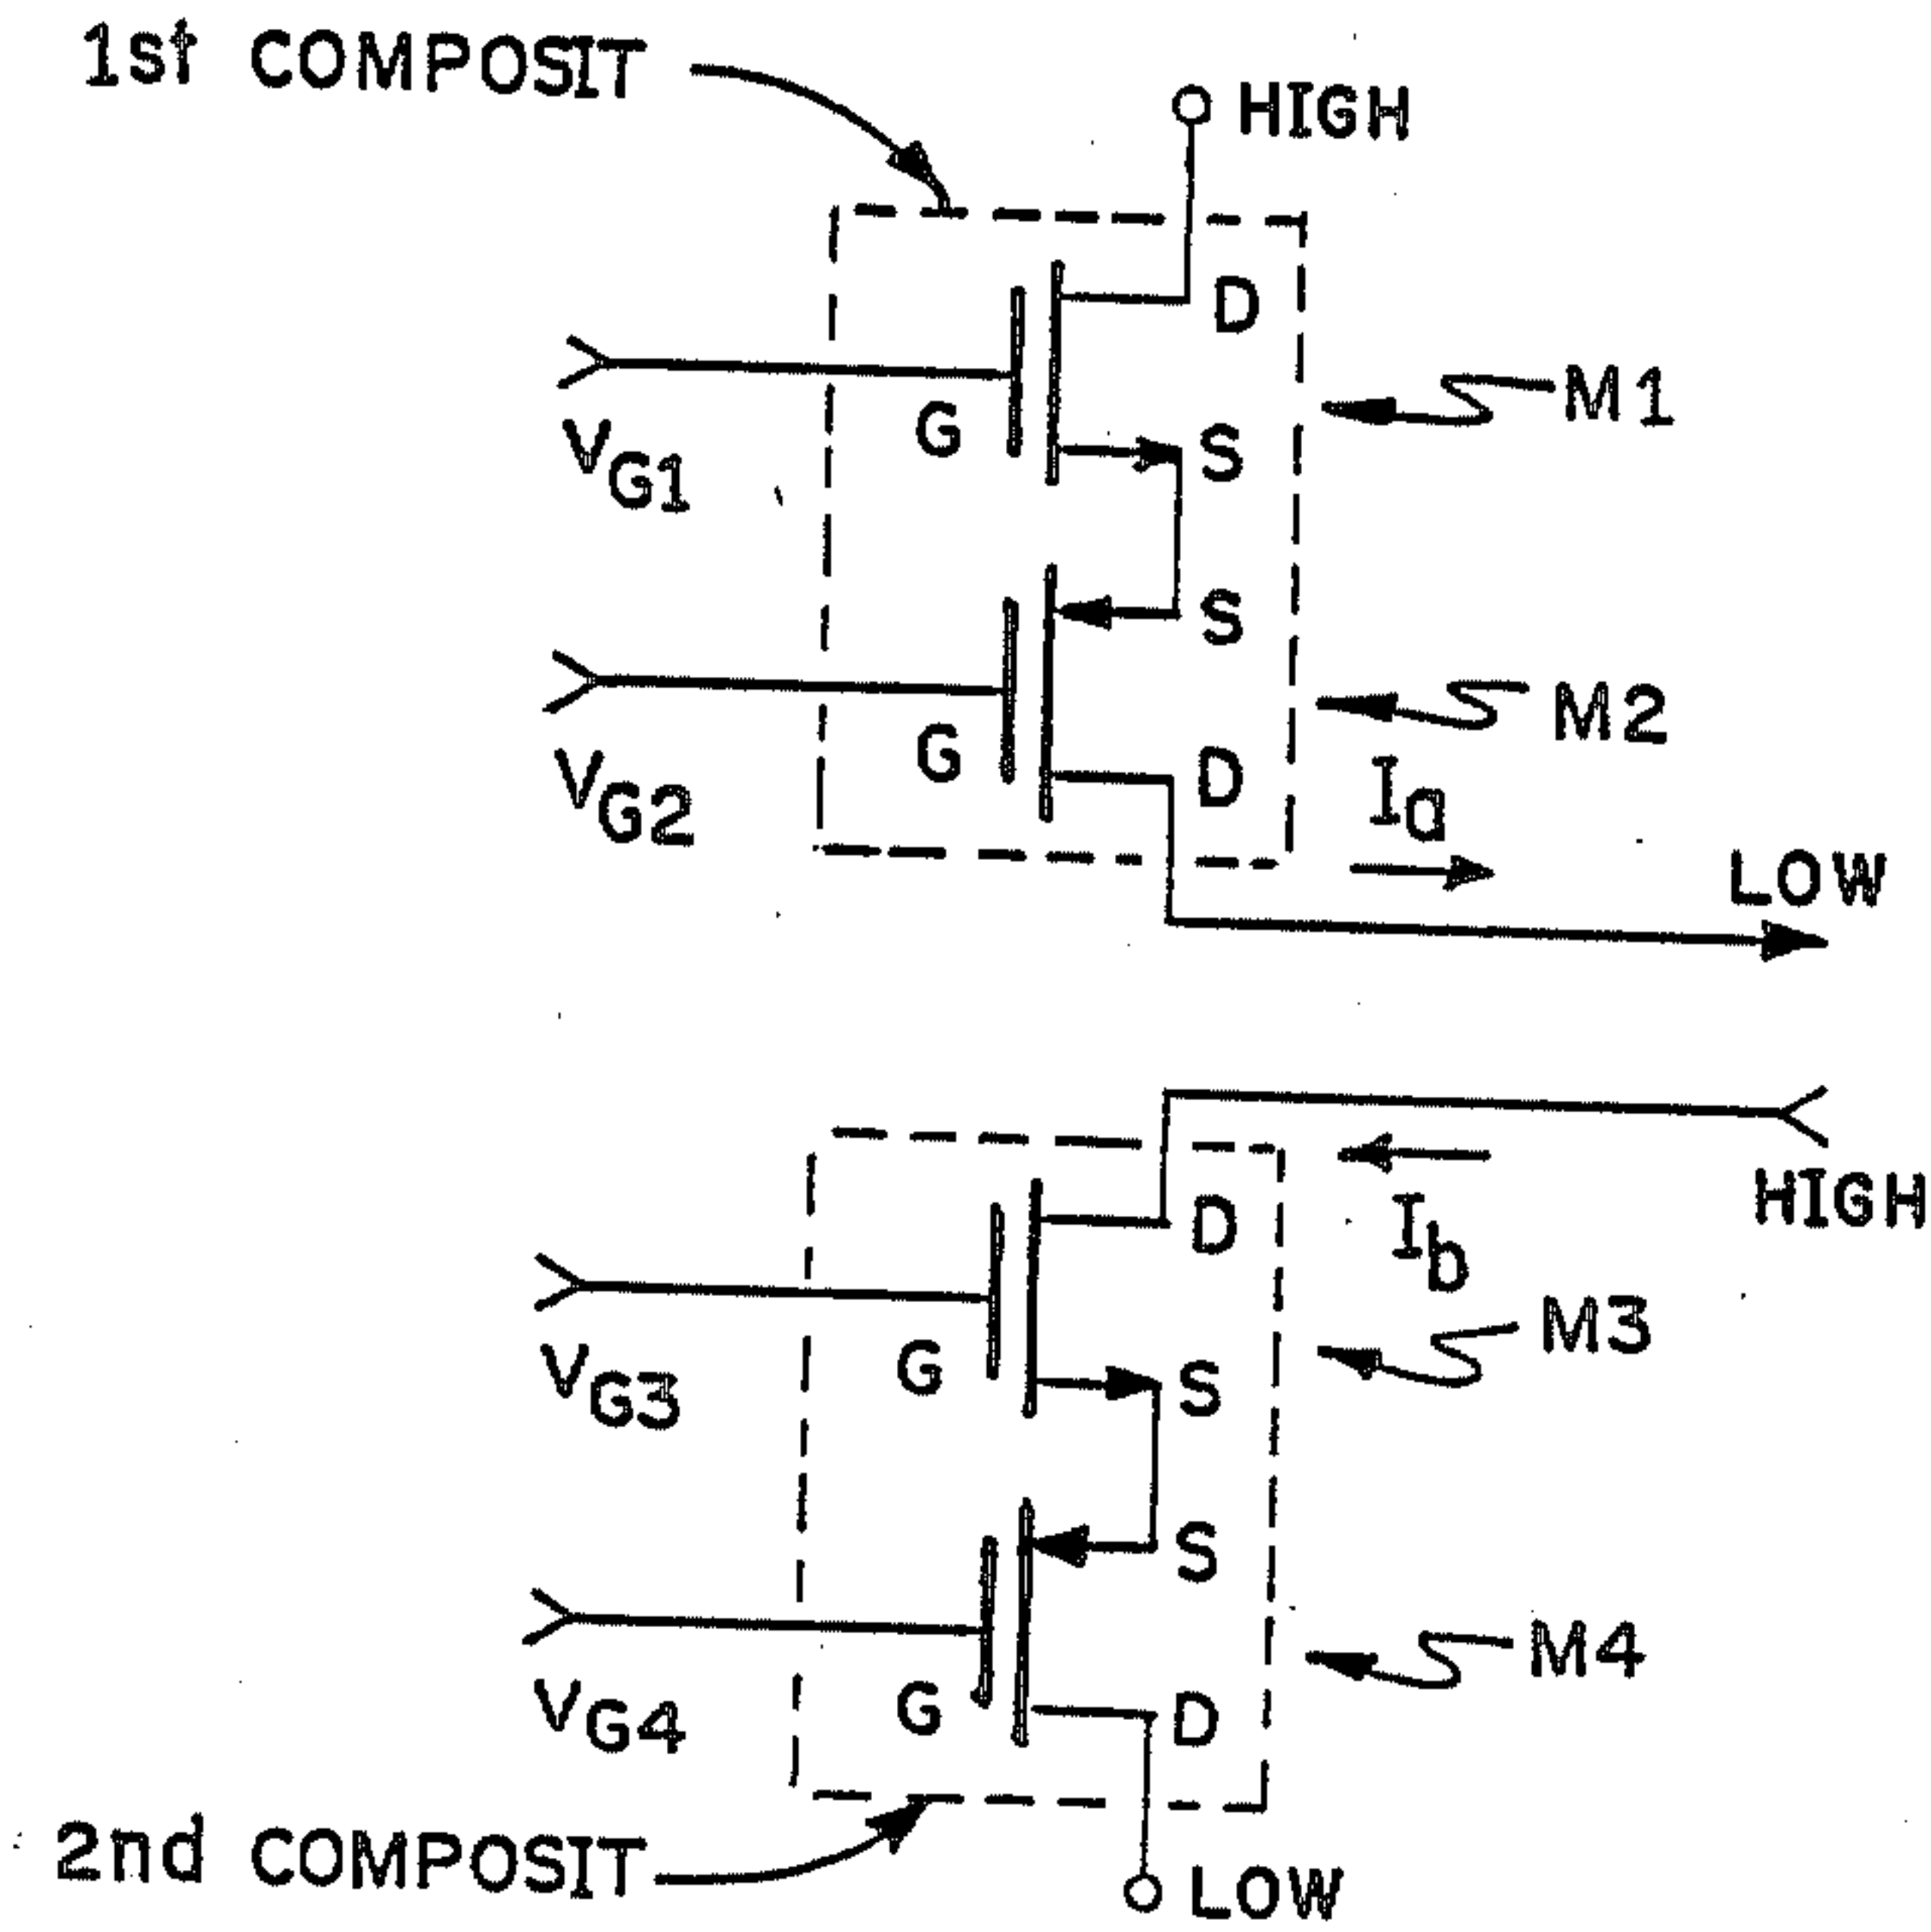 1st COMPOSIT
HIGH
D
M1
G
S
VG1
S
M2
G
D
VG2
Ia
LOW
HIGH
D
Ib
M3
G
S
VG3
S
M4
G
D
VG4
2nd COMPOSIT
LOW